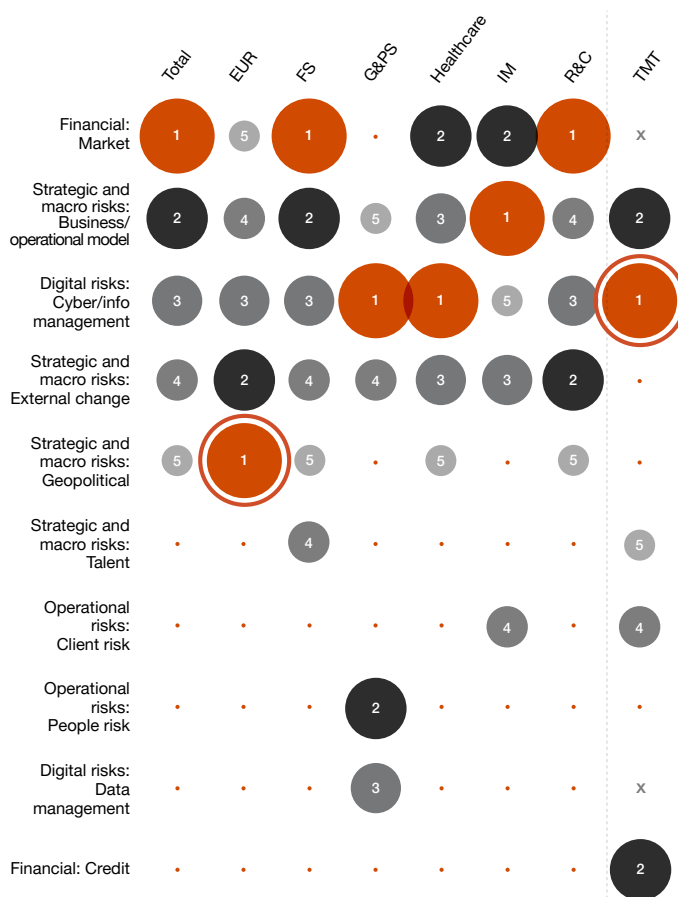 Total EUR FS G&PS Healthcare IM R&C TMT
Financial:
Market
1 5 1 2 2 1 x
Strategic and
macro risks:
Business/
operational model
2 4 2 5 3 1 4 2
Digital risks:
Cyber/info
management
3 3 3 1 1 5 3 1
Strategic and
macro risks:
External change
4 2 4 4 3 3 2
Strategic and
macro risks:
Geopolitical
5 1 5 5 5
Strategic and
macro risks:
Talent
4 5
Operational
risks:
Client risk
4 4
Operational
risks:
People risk
2
Digital risks:
Data
management
3 x
Financial: Credit
2